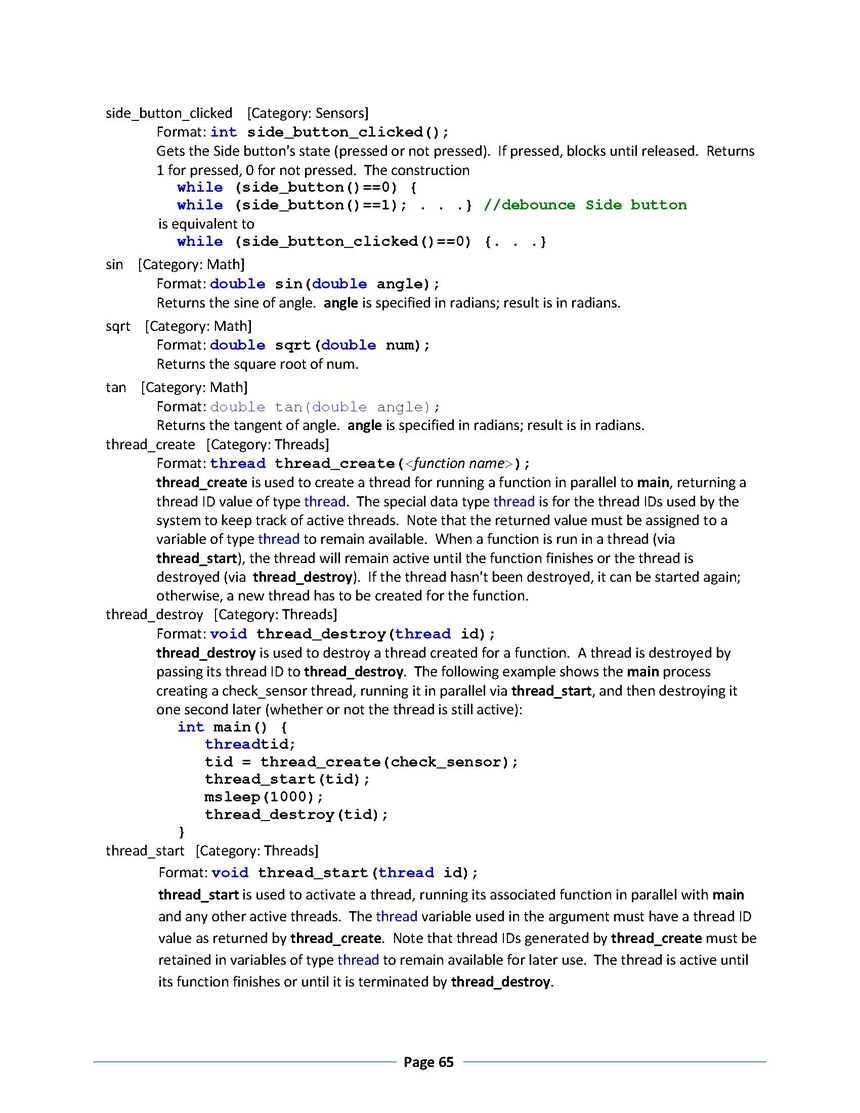 side_button_clicked [Category: Sensors]
Format: int side_button_clicked();
Gets the Side button's state (pressed or not pressed). If pressed, blocks until released. Returns
1 for pressed, 0 for not pressed. The construction
while (side_button()==0) {
while (side_button()==1); . . .} //debounce Side button
is equivalent to
while (side_button_clicked()==0) {. . .}
sin [Category: Math]
Format: double sin(double angle);
Returns the sine of angle. angle is specified in radians; result is in radians.
sqrt [Category: Math]
Format: double sqrt(double num);
Returns the square root of num.
tan [Category: Math]
Format: double tan(double angle);
Returns the tangent of angle. angle is specified in radians; result is in radians.
thread_create [Category: Threads]
Format: thread thread_create(<function name>);
thread_create is used to create a thread for running a function in parallel to main, returning a
thread ID value of type thread. The special data type thread is for the thread IDs used by the
system to keep track of active threads. Note that the returned value must be assigned to a
variable of type thread to remain available. When a function is run in a thread (via
thread_start), the thread will remain active until the function finishes or the thread is
destroyed (via thread_destroy). If the thread hasn't been destroyed, it can be started again;
otherwise, a new thread has to be created for the function.
thread_destroy [Category: Threads]
Format: void thread_destroy(thread id);
thread_destroy is used to destroy a thread created for a function. A thread is destroyed by
passing its thread ID to thread_destroy. The following example shows the main process
creating a check_sensor thread, running it in parallel via thread_start, and then destroying it
one second later (whether or not the thread is still active):
int main() {
threadtid;
tid = thread_create(check_sensor);
thread_start(tid);
msleep(1000);
thread_destroy(tid);
}
thread_start [Category: Threads]
Format: void thread_start(thread id);
thread_start is used to activate a thread, running its associated function in parallel with main
and any other active threads. The thread variable used in the argument must have a thread ID
value as returned by thread_create. Note that thread IDs generated by thread_create must be
retained in variables of type thread to remain available for later use. The thread is active until
its function finishes or until it is terminated by thread_destroy.
Page 65